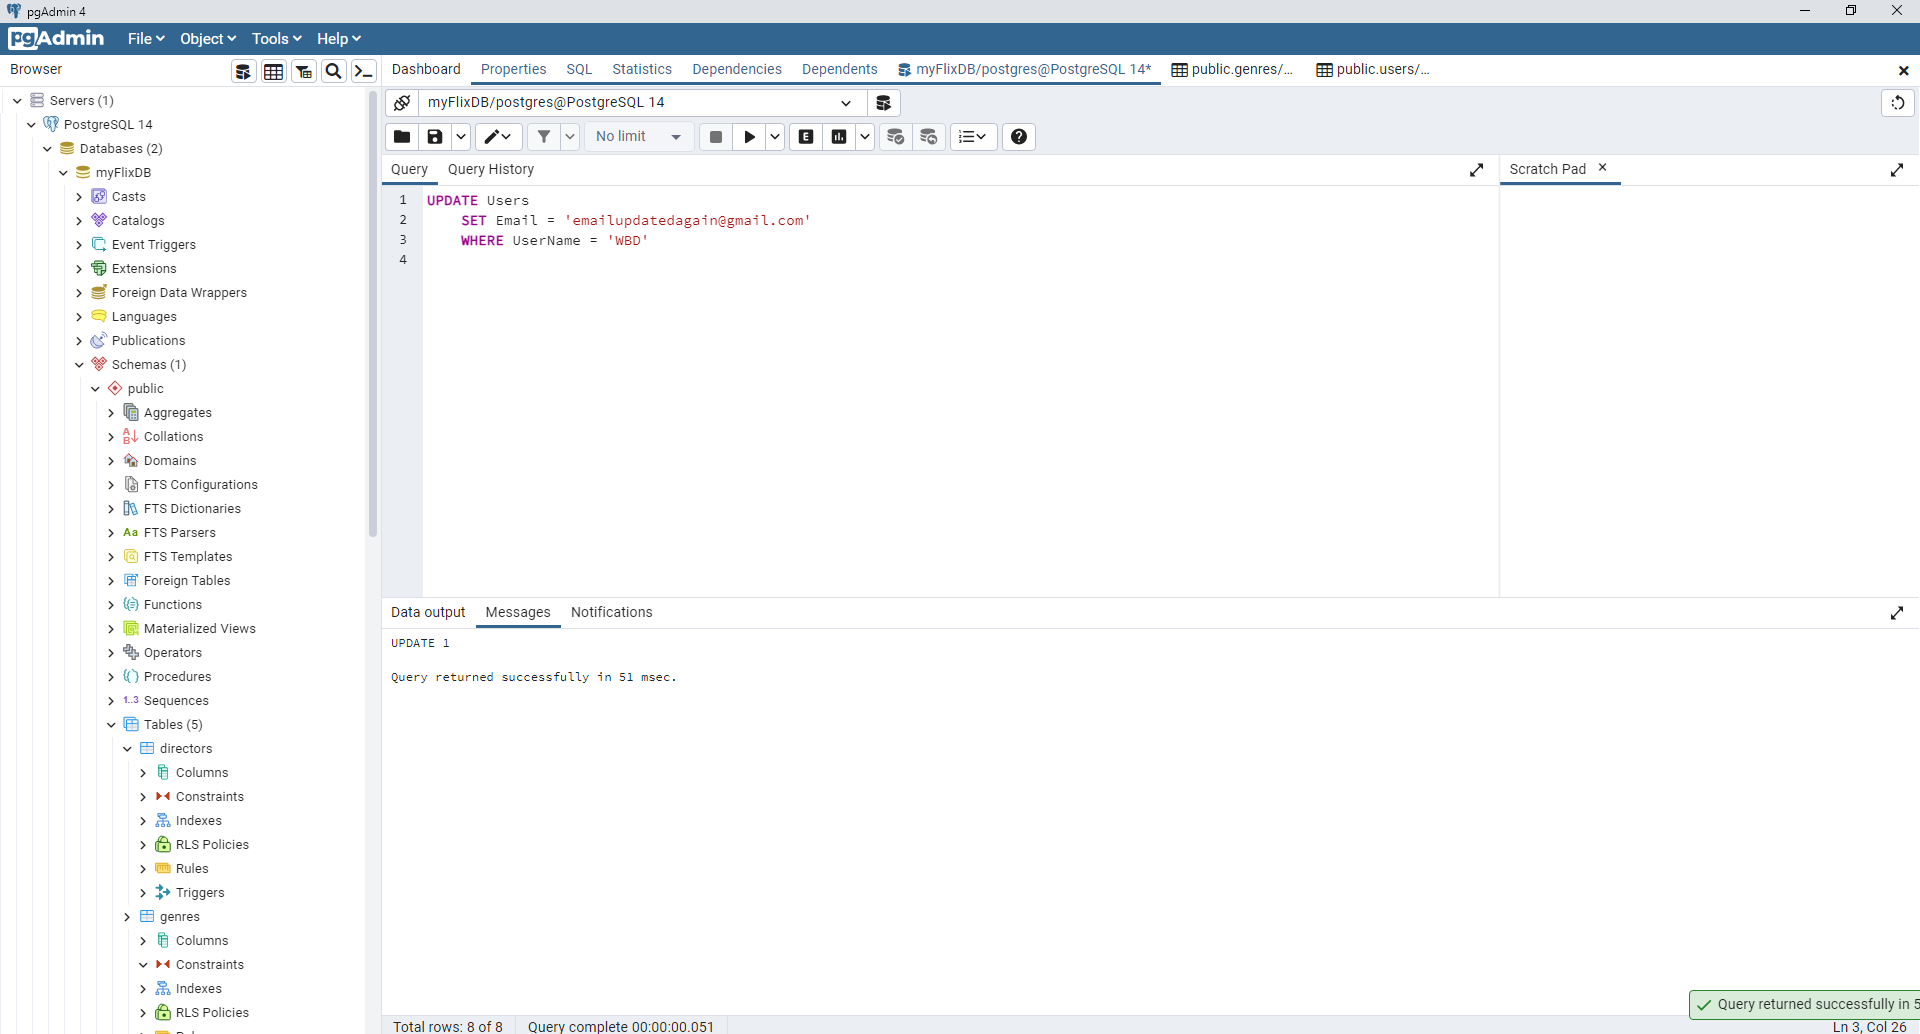 pgAdmin 4
pgAdmin File Object Tools Help
Browser
Dashboard Properties SQL Statistics Dependencies Dependents myFlixDB/postgres@PostgreSQL 14* public.genres/... public.users/...
myFlixDB/postgres@PostgreSQL 14
No limit
E
Query Query History
Scratch Pad
1 UPDATE Users
2 SET Email = 'emailupdatedagain@gmail.com'
3 WHERE UserName = 'WBD'
4
Data output Messages Notifications
UPDATE 1
Query returned successfully in 51 msec.
Servers (1)
PostgreSQL 14
Databases (2)
myFlixDB
Casts
Catalogs
Event Triggers
Extensions
Foreign Data Wrappers
Languages
Publications
Schemas (1)
public
Aggregates
Collations
Domains
FTS Configurations
FTS Dictionaries
Aa FTS Parsers
FTS Templates
Foreign Tables
Functions
Materialized Views
Operators
Procedures
1..3 Sequences
Tables (5)
directors
Columns
Constraints
Indexes
RLS Policies
Rules
Triggers
genres
Columns
Constraints
Indexes
RLS Policies
Query returned successfully in 5
Total rows: 8 of 8 Query complete 00:00:00.051
Ln 3, Col 26